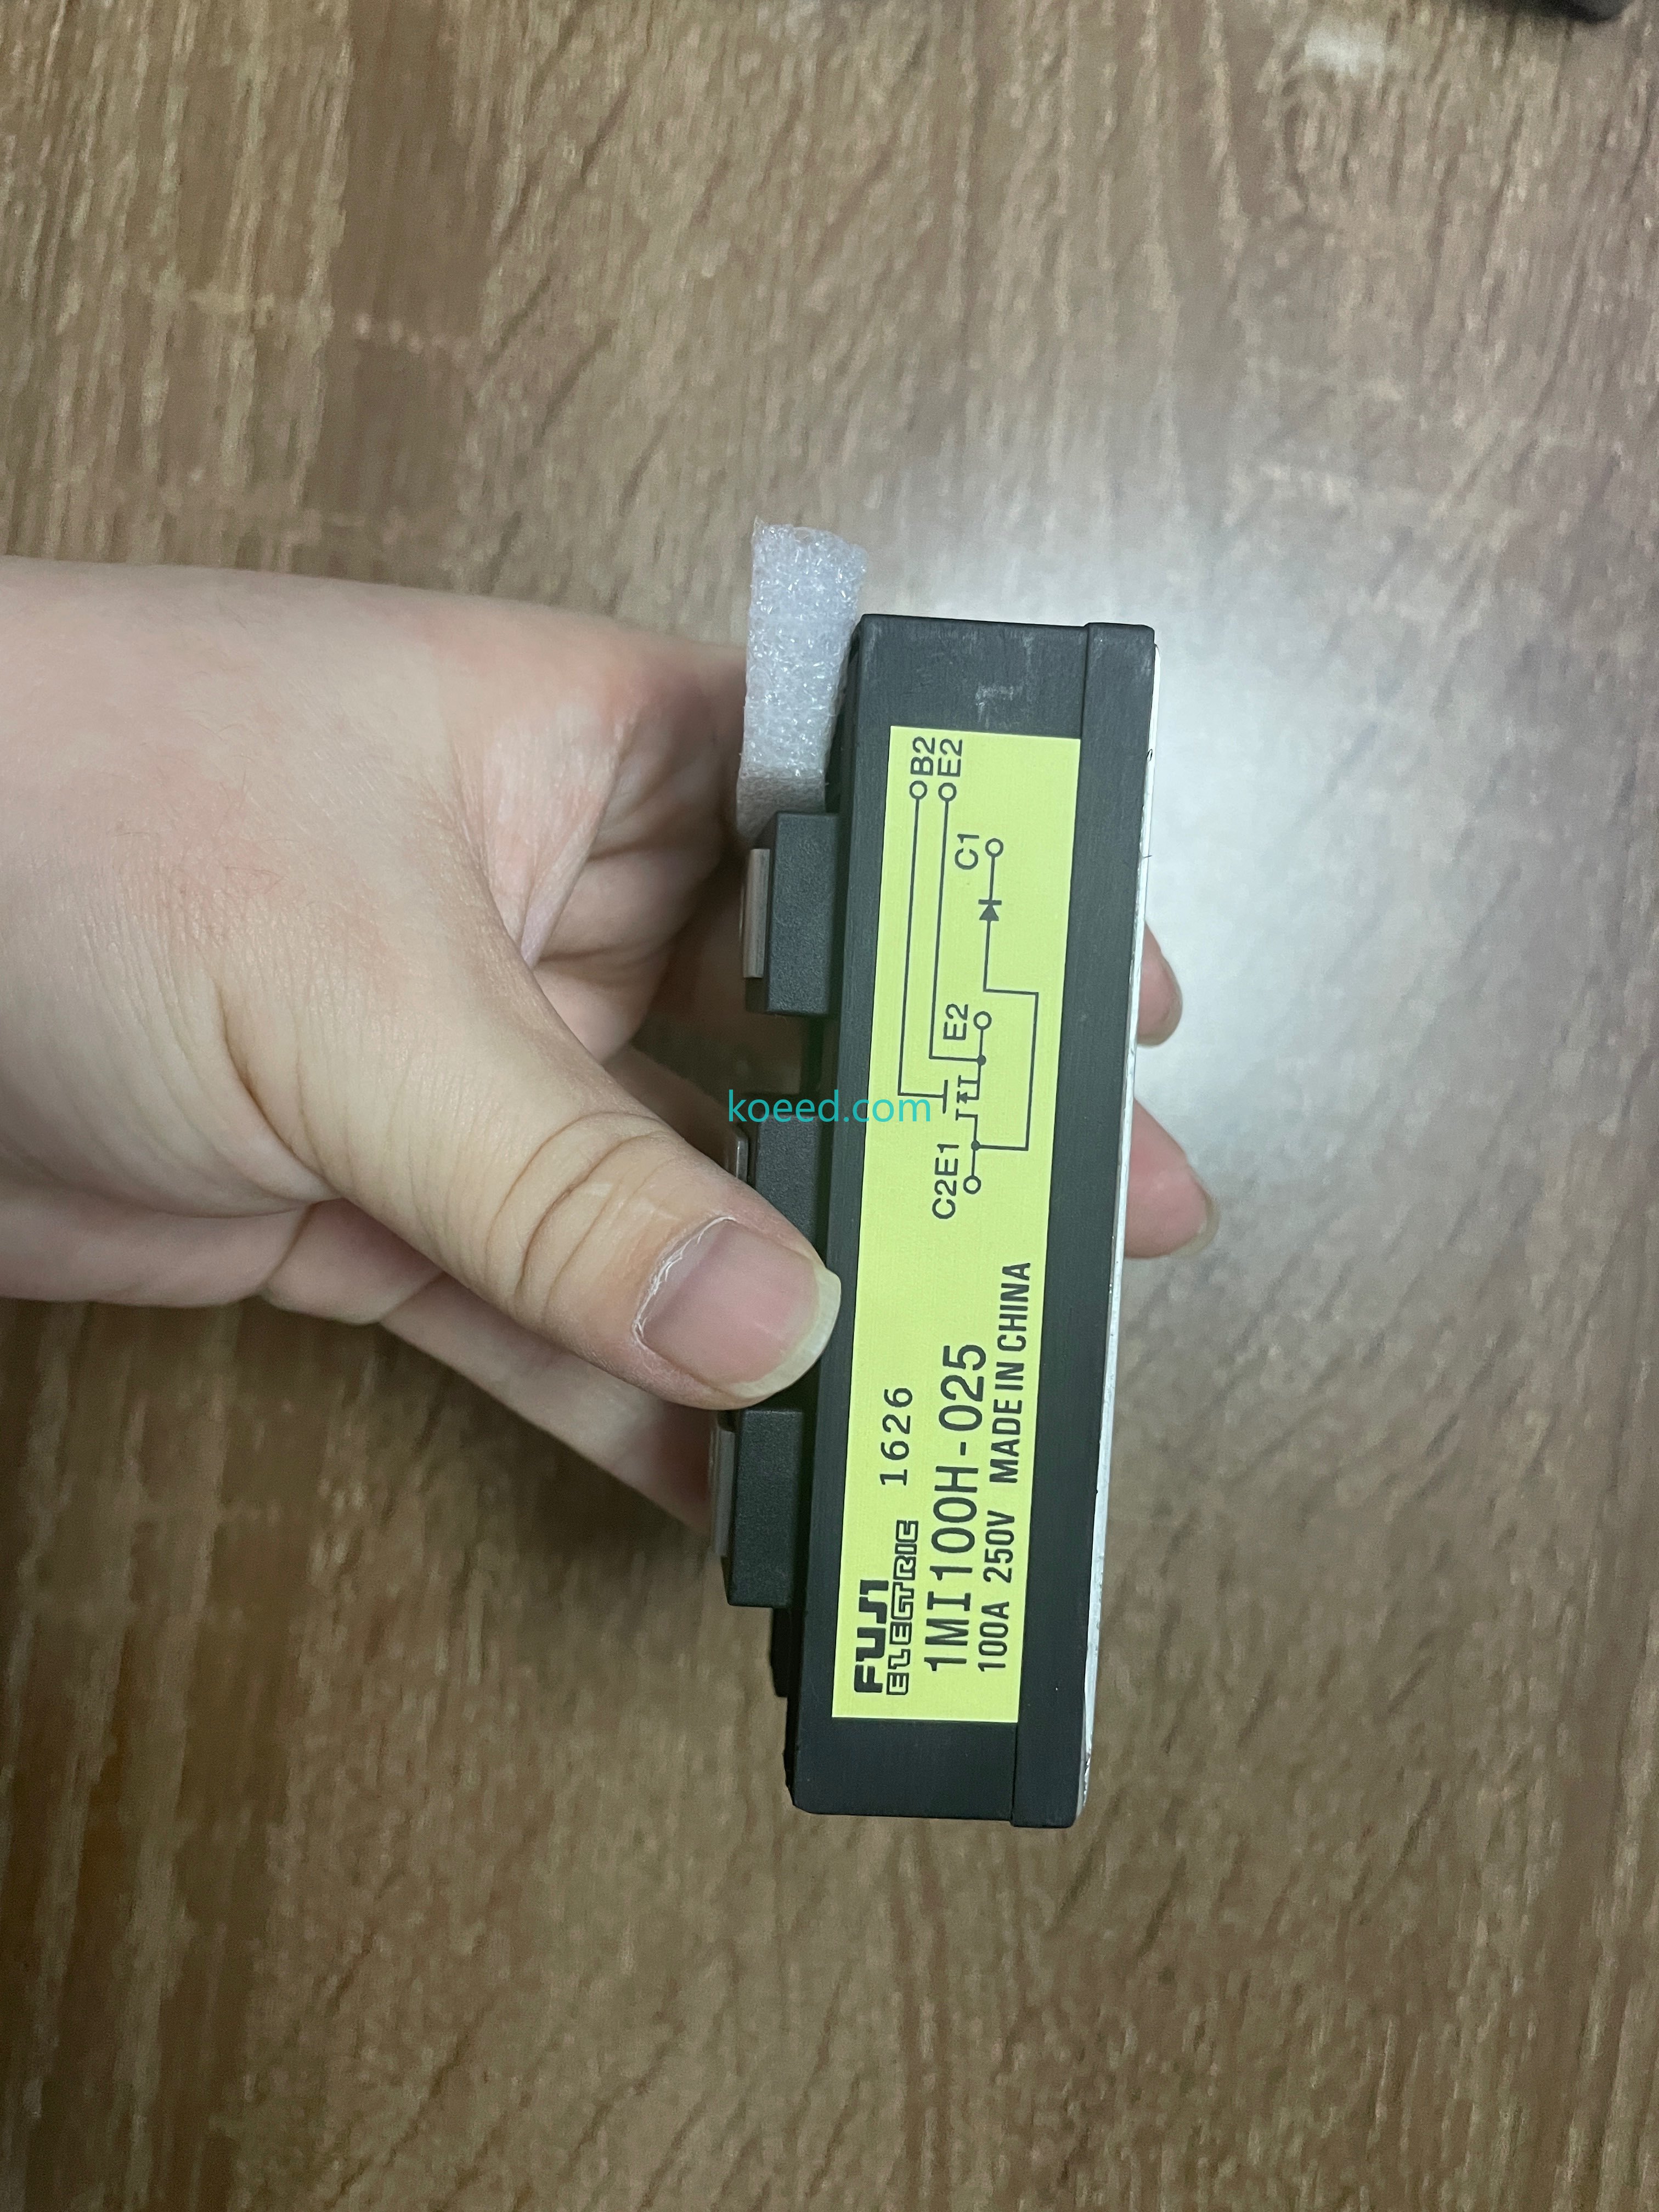 FUJI
ELECTRIC 1626
1MI100H-025
100A 250V MADE IN CHINA
B2
E2
C1
E2
C2E1
koeed.com